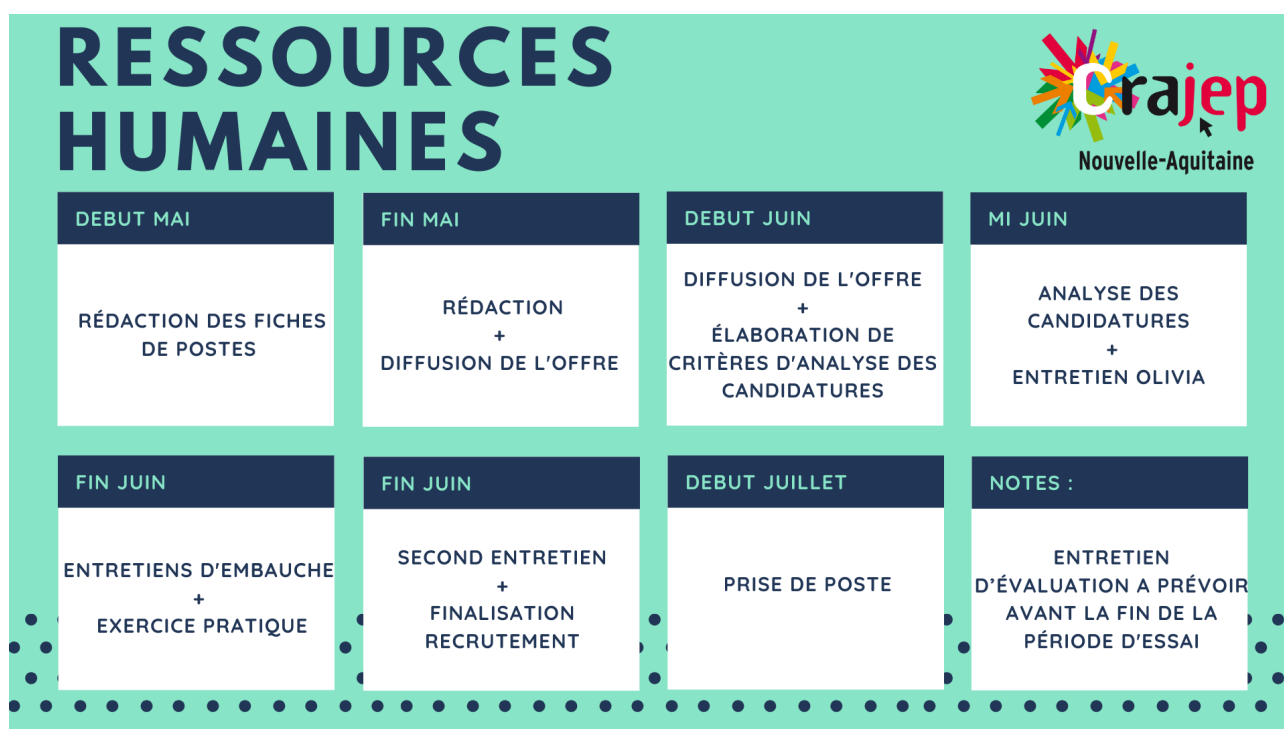 RESSOURCES
HUMAINES
Crajep
Nouvelle-Aquitaine
DEBUT MAI
RÉDACTION DES FICHES
DE POSTES
FIN MAI
RÉDACTION
+
DIFFUSION DE L'OFFRE
DEBUT JUIN
DIFFUSION DE L'OFFRE
+
ÉLABORATION DE
CRITÈRES D'ANALYSE DES
CANDIDATURES
MI JUIN
ANALYSE DES
CANDIDATURES
+
ENTRETIEN OLIVIA
FIN JUIN
ENTRETIENS D'EMBAUCHE
+
EXERCICE PRATIQUE
FIN JUIN
SECOND ENTRETIEN
+
FINALISATION
RECRUTEMENT
DEBUT JUILLET
PRISE DE POSTE
NOTES :
ENTRETIEN
D’ÉVALUATION A PRÉVOIR
AVANT LA FIN DE LA
PÉRIODE D'ESSAI